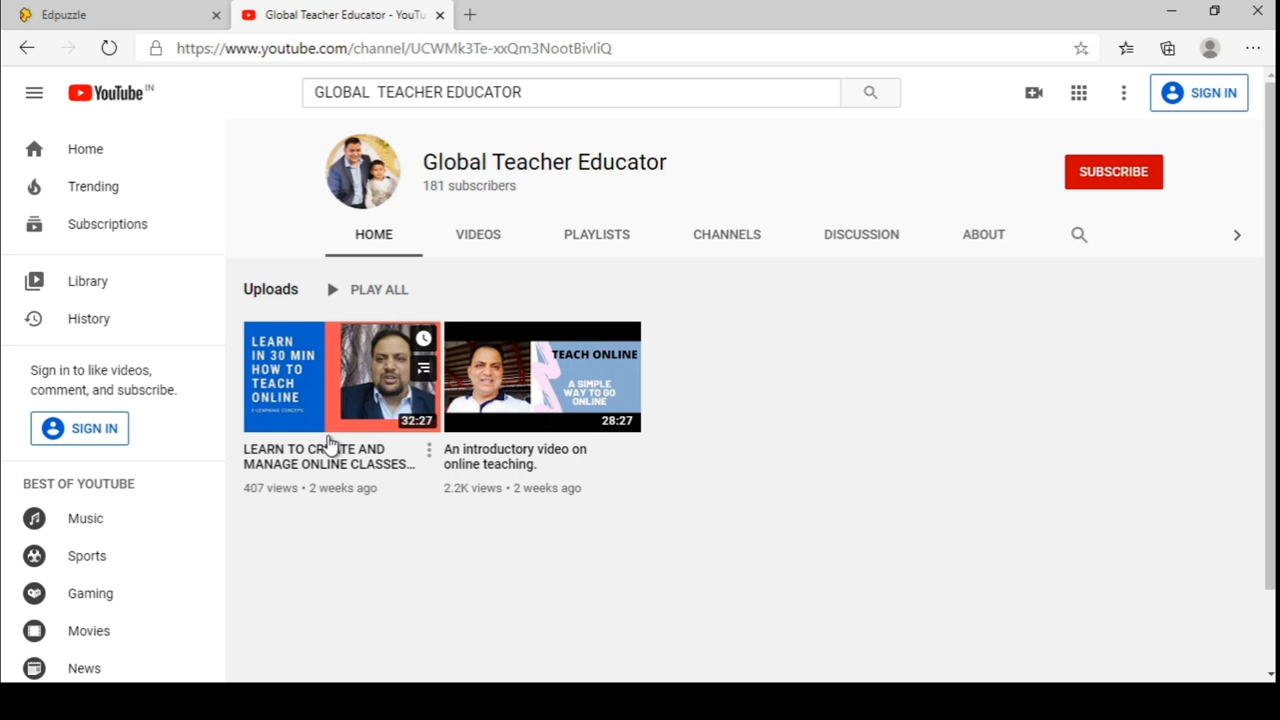 Edpuzzle
Global Teacher Educator - YouTu
https://www.youtube.com/channel/UCWMk3Te-xxQm3NootBivliQ
YouTube IN
GLOBAL TEACHER EDUCATOR
SIGN IN
Home
Trending
Subscriptions
Library
History
Sign in to like videos,
comment, and subscribe.
SIGN IN
BEST OF YOUTUBE
Music
Sports
Gaming
Movies
News
Global Teacher Educator
181 subscribers
SUBSCRIBE
HOME
VIDEOS
PLAYLISTS
CHANNELS
DISCUSSION
ABOUT
Uploads
PLAY ALL
LEARN
IN 30 MIN
HOW TO
TEACH
ONLINE
E-LEARNING CONCEPT
32:27
LEARN TO CREATE AND
MANAGE ONLINE CLASSES...
407 views • 2 weeks ago
TEACH ONLINE
A SIMPLE
WAY TO GO
ONLINE
28:27
An introductory video on
online teaching.
2.2K views • 2 weeks ago